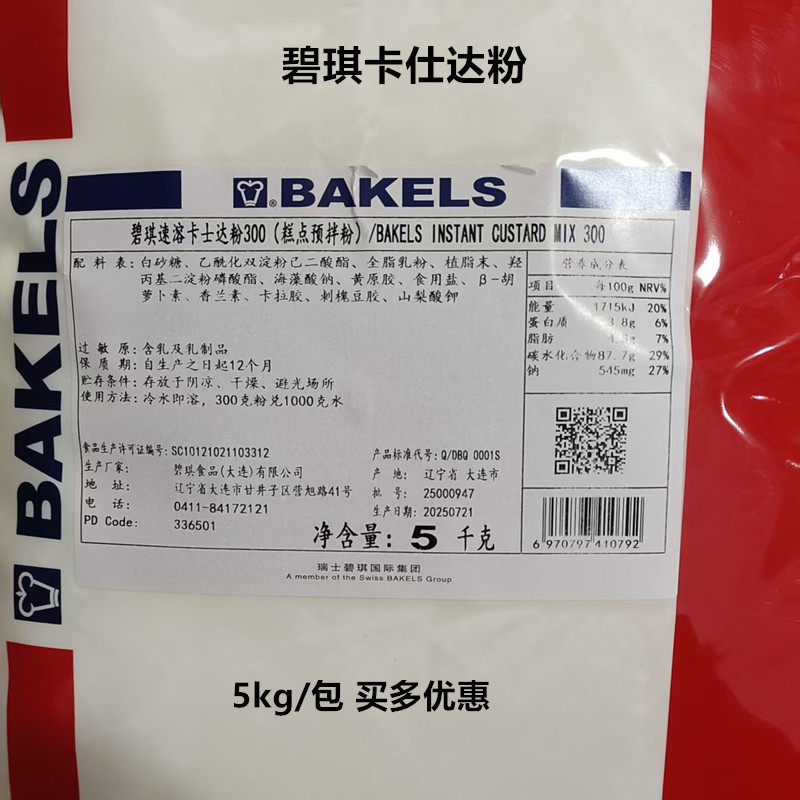 碧琪卡仕达粉
BAKELS
BAKELS
碧琪速溶卡士达粉300（糕点预拌粉）/BAKELS INSTANT CUSTARD MIX 300
配 料 表：白砂糖、乙酰化双淀粉己二酸酯、全脂乳粉、植脂末、羟
丙基二淀粉磷酸酯、海藻酸钠、黄原胶、食用盐、β-胡
萝卜素、香兰素、卡拉胶、刺槐豆胶、山梨酸钾
营养成分表
项目 每100g NRV%
能量 1715kJ 20%
蛋白质 3.8g 6%
脂肪 7%
碳水化合物87.7g 29%
钠 545mg 27%
过 敏 原：含乳及乳制品
保 质 期：自生产之日起12个月
贮存条件：存放于阴凉、干燥、避光场所
使用方法：冷水即溶，300克粉兑1000克水
食品生产许可证编号：SC10121021103312
生产厂家： 碧琪食品(大连)有限公司
地 址： 辽宁省大连市甘井子区营旭路41号
电 话： 0411-84172121
PD Code: 336501
产品标准代号：Q/DBQ 0001S
产 地： 辽宁省 大连市
批 号： 25000947
生产日期：20250721
净含量：5 千克
6 970797 410792
瑞士碧琪国际集团
A member of the Swiss BAKELS Group
5kg/包 买多优惠